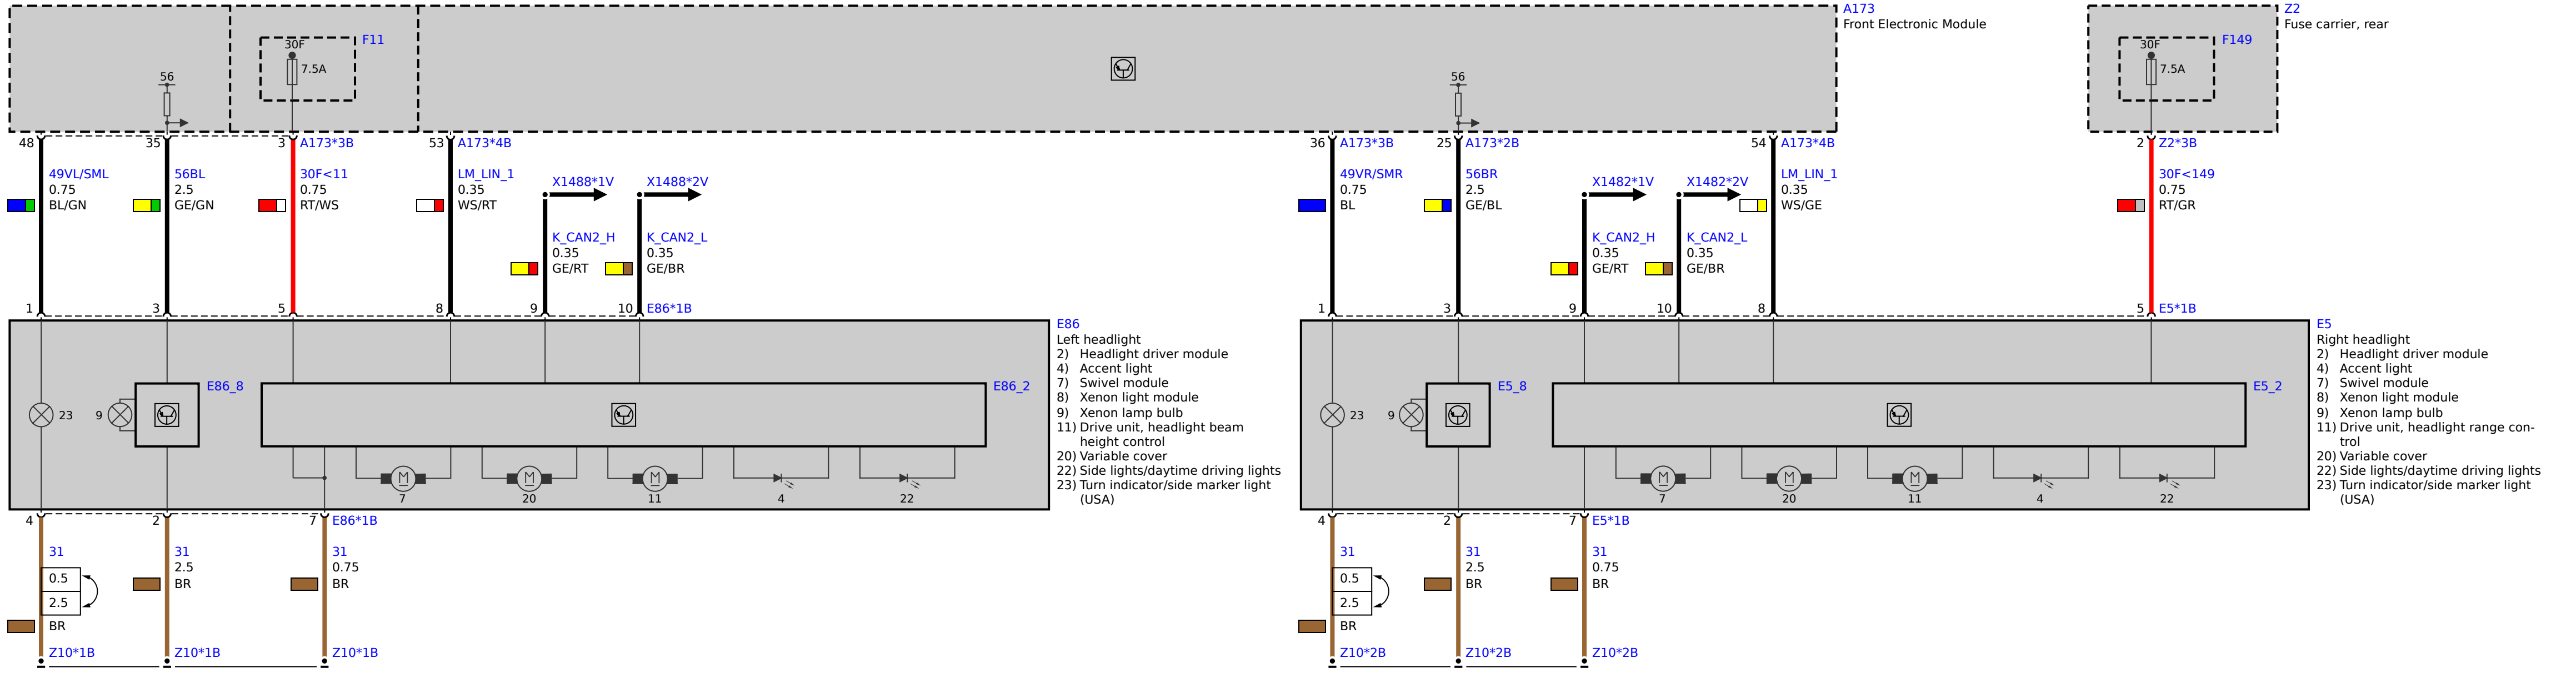 A173
Front Electronic Module
Z2
Fuse carrier, rear
30F
F11
7.5A
56
56
30F
F149
7.5A
48
35
3
A173*3B
53
A173*4B
36
A173*3B
25
A173*2B
54
A173*4B
2
Z2*3B
49VL/SML
0.75
BL/GN
56BL
2.5
GE/GN
30F<11
0.75
RT/WS
LM_LIN_1
0.35
WS/RT
X1488*1V
K_CAN2_H
0.35
GE/RT
X1488*2V
K_CAN2_L
0.35
GE/BR
49VR/SMR
0.75
BL
56BR
2.5
GE/BL
X1482*1V
K_CAN2_H
0.35
GE/RT
X1482*2V
K_CAN2_L
0.35
GE/BR
LM_LIN_1
0.35
WS/GE
30F<149
0.75
RT/GR
1
3
5
8
9
10
E86*1B
1
3
9
10
8
5
E5*1B
E86
Left headlight
2) Headlight driver module
4) Accent light
7) Swivel module
8) Xenon light module
9) Xenon lamp bulb
11) Drive unit, headlight beam
height control
20) Variable cover
22) Side lights/daytime driving lights
23) Turn indicator/side marker light
(USA)
E86_8
E86_2
23
9
M
7
M
20
M
11
4
22
E5
Right headlight
2) Headlight driver module
4) Accent light
7) Swivel module
8) Xenon light module
9) Xenon lamp bulb
11) Drive unit, headlight range con-
trol
20) Variable cover
22) Side lights/daytime driving lights
23) Turn indicator/side marker light
(USA)
E5_8
E5_2
23
9
M
7
M
20
M
11
4
22
4
2
7
E86*1B
4
2
7
E5*1B
31
0.5
2.5
BR
Z10*1B
31
2.5
BR
Z10*1B
31
0.75
BR
Z10*1B
31
0.5
2.5
BR
Z10*2B
31
2.5
BR
Z10*2B
31
0.75
BR
Z10*2B